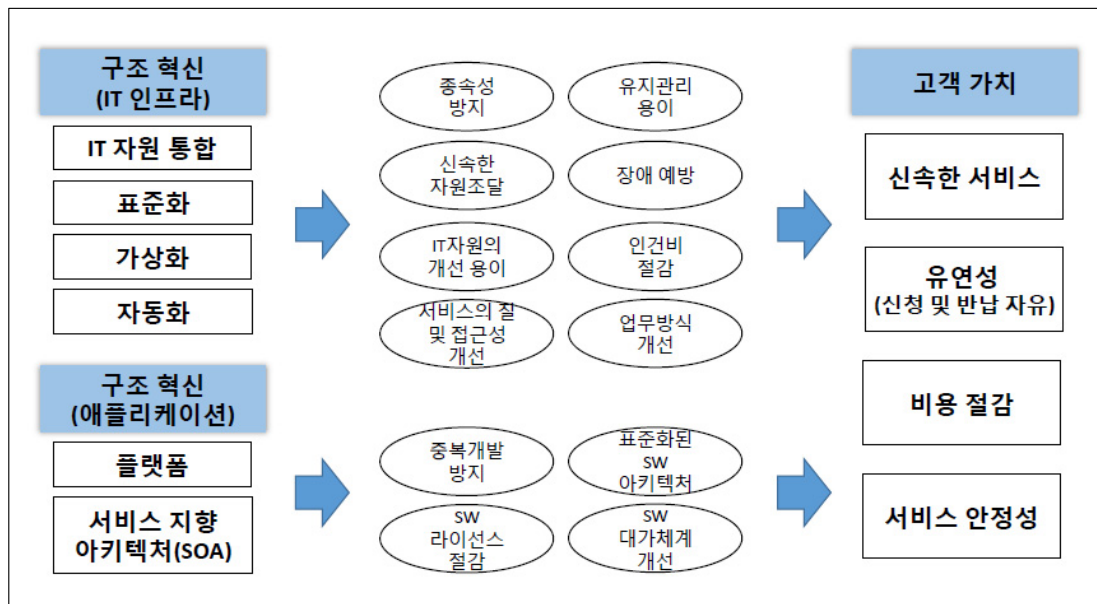 구조 혁신
(IT 인프라)
IT 자원 통합
표준화
가상화
자동화
구조 혁신
(애플리케이션)
플랫폼
서비스 지향
아키텍처(SOA)
종속성
방지
유지관리
용이
신속한
자원조달
장애 예방
IT자원의
개선 용이
인건비
절감
서비스의 질
및 접근성
개선
업무방식
개선
중복개발
방지
표준화된
SW
아키텍처
SW
라이선스
절감
SW
대가체계
개선
고객 가치
신속한 서비스
유연성
(신청 및 반납 자유)
비용 절감
서비스 안정성